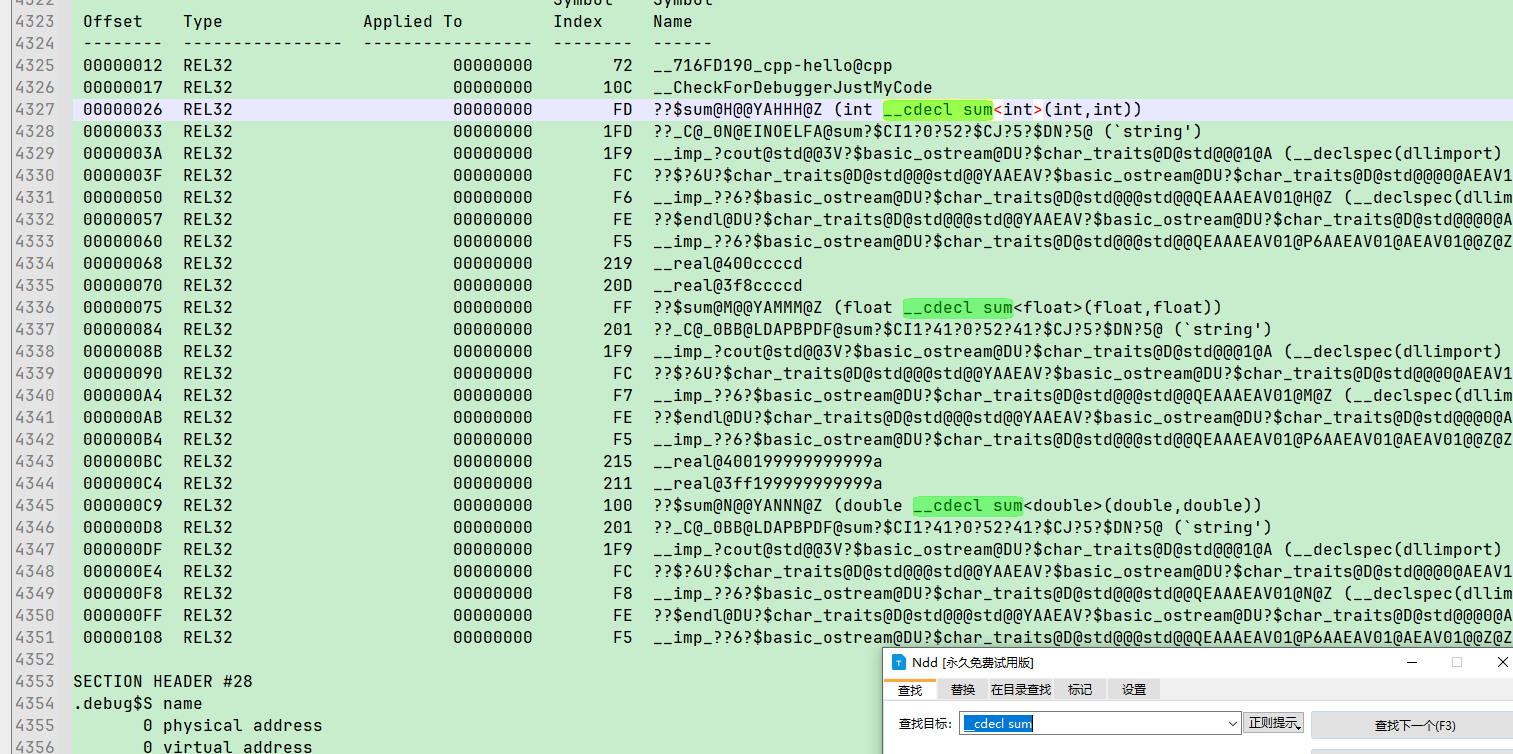 4322 Symbol Symbol
4323 Offset Type Applied To Index Name
4324 -------- ---------------- ----------------- -------- ------
4325 00000012 REL32 00000000 72 __716FD190_cpp-hello@cpp
4326 00000017 REL32 00000000 10C __CheckForDebuggerJustMyCode
4327 00000026 REL32 00000000 FD ??$sum@H@@YAHHH@Z (int __cdecl sum<int>(int,int))
4328 00000033 REL32 00000000 1FD ??_C@_0N@EINOELFA@sum?$CI1?0?52?$CJ?5?$DN?5@ (`string')
4329 0000003A REL32 00000000 1F9 __imp_?cout@std@@3V?$basic_ostream@DU?$char_traits@D@std@@@1@A (__declspec(dllimport)
4330 0000003F REL32 00000000 FC ??$?6U?$char_traits@D@std@@@std@@YAAEAV?$basic_ostream@DU?$char_traits@D@std@@@0@AEAV1
4331 00000050 REL32 00000000 F6 __imp_??6?$basic_ostream@DU?$char_traits@D@std@@@std@@QEAAAEAV01@H@Z (__declspec(dllim
4332 00000057 REL32 00000000 FE ??$endl@DU?$char_traits@D@std@@@std@@YAAEAV?$basic_ostream@DU?$char_traits@D@std@@@0@A
4333 00000060 REL32 00000000 F5 __imp_??6?$basic_ostream@DU?$char_traits@D@std@@@std@@QEAAAEAV01@P6AAEAV01@AEAV01@@Z@Z
4334 00000068 REL32 00000000 219 __real@400ccccd
4335 00000070 REL32 00000000 20D __real@3f8ccccd
4336 00000075 REL32 00000000 FF ??$sum@M@@YAMMM@Z (float __cdecl sum<float>(float,float))
4337 00000084 REL32 00000000 201 ??_C@_0BB@LDAPBPDF@sum?$CI1?41?0?52?41?$CJ?5?$DN?5@ (`string')
4338 0000008B REL32 00000000 1F9 __imp_?cout@std@@3V?$basic_ostream@DU?$char_traits@D@std@@@1@A (__declspec(dllimport)
4339 00000090 REL32 00000000 FC ??$?6U?$char_traits@D@std@@@std@@YAAEAV?$basic_ostream@DU?$char_traits@D@std@@@0@AEAV1
4340 000000A4 REL32 00000000 F7 __imp_??6?$basic_ostream@DU?$char_traits@D@std@@@std@@QEAAAEAV01@M@Z (__declspec(dllim
4341 000000AB REL32 00000000 FE ??$endl@DU?$char_traits@D@std@@@std@@YAAEAV?$basic_ostream@DU?$char_traits@D@std@@@0@A
4342 000000B4 REL32 00000000 F5 __imp_??6?$basic_ostream@DU?$char_traits@D@std@@@std@@QEAAAEAV01@P6AAEAV01@AEAV01@@Z@Z
4343 000000BC REL32 00000000 215 __real@400199999999999a
4344 000000C4 REL32 00000000 211 __real@3ff199999999999a
4345 000000C9 REL32 00000000 100 ??$sum@N@@YANNN@Z (double __cdecl sum<double>(double,double))
4346 000000D8 REL32 00000000 201 ??_C@_0BB@LDAPBPDF@sum?$CI1?41?0?52?41?$CJ?5?$DN?5@ (`string')
4347 000000DF REL32 00000000 1F9 __imp_?cout@std@@3V?$basic_ostream@DU?$char_traits@D@std@@@1@A (__declspec(dllimport)
4348 000000E4 REL32 00000000 FC ??$?6U?$char_traits@D@std@@@std@@YAAEAV?$basic_ostream@DU?$char_traits@D@std@@@0@AEAV1
4349 000000F8 REL32 00000000 F8 __imp_??6?$basic_ostream@DU?$char_traits@D@std@@@std@@QEAAAEAV01@N@Z (__declspec(dllim
4350 000000FF REL32 00000000 FE ??$endl@DU?$char_traits@D@std@@@std@@YAAEAV?$basic_ostream@DU?$char_traits@D@std@@@0@A
4351 00000108 REL32 00000000 F5 __imp_??6?$basic_ostream@DU?$char_traits@D@std@@@std@@QEAAAEAV01@P6AAEAV01@AEAV01@@Z@Z
4352
4353 SECTION HEADER #28
4354 .debug$S name
4355 0 physical address
4356 0 virtual address
Ndd [永久免费试用版]
查找 替换 在目录查找 标记 设置
查找目标: __cdecl sum 正则提示 查找下一个(F3)